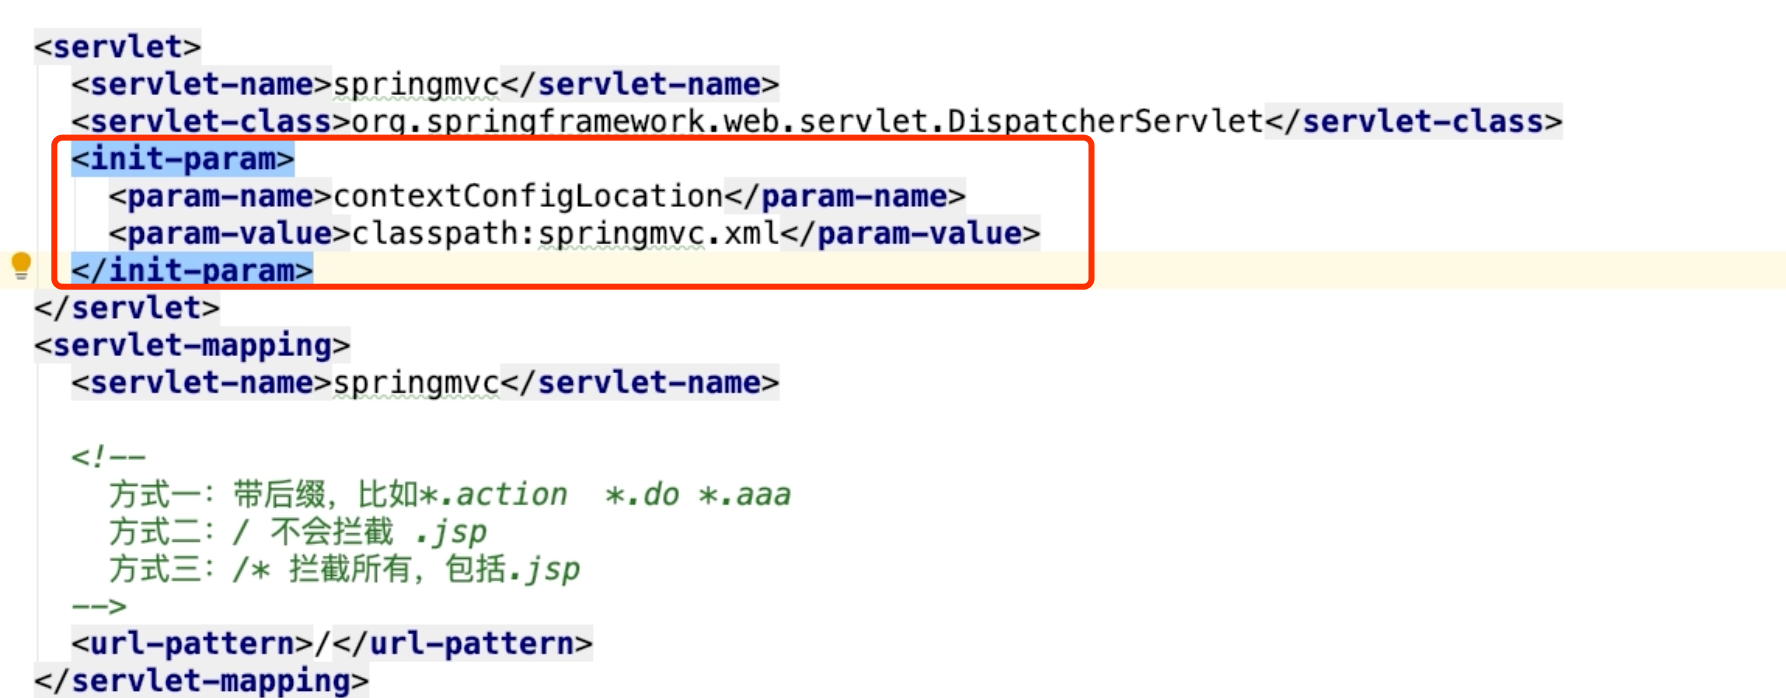 <servlet>
<servlet-name>springmvc</servlet-name>
<servlet-class>org.springframework.web.servlet.DispatcherServlet</servlet-class>
<init-param>
<param-name>contextConfigLocation</param-name>
<param-value>classpath:springmvc.xml</param-value>
</init-param>
</servlet>
<servlet-mapping>
<servlet-name>springmvc</servlet-name>
<!--
方式一：带后缀，比如*.action  *.do *.aaa
方式二：/ 不会拦截 .jsp
方式三：/* 拦截所有，包括.jsp
-->
<url-pattern>/</url-pattern>
</servlet-mapping>